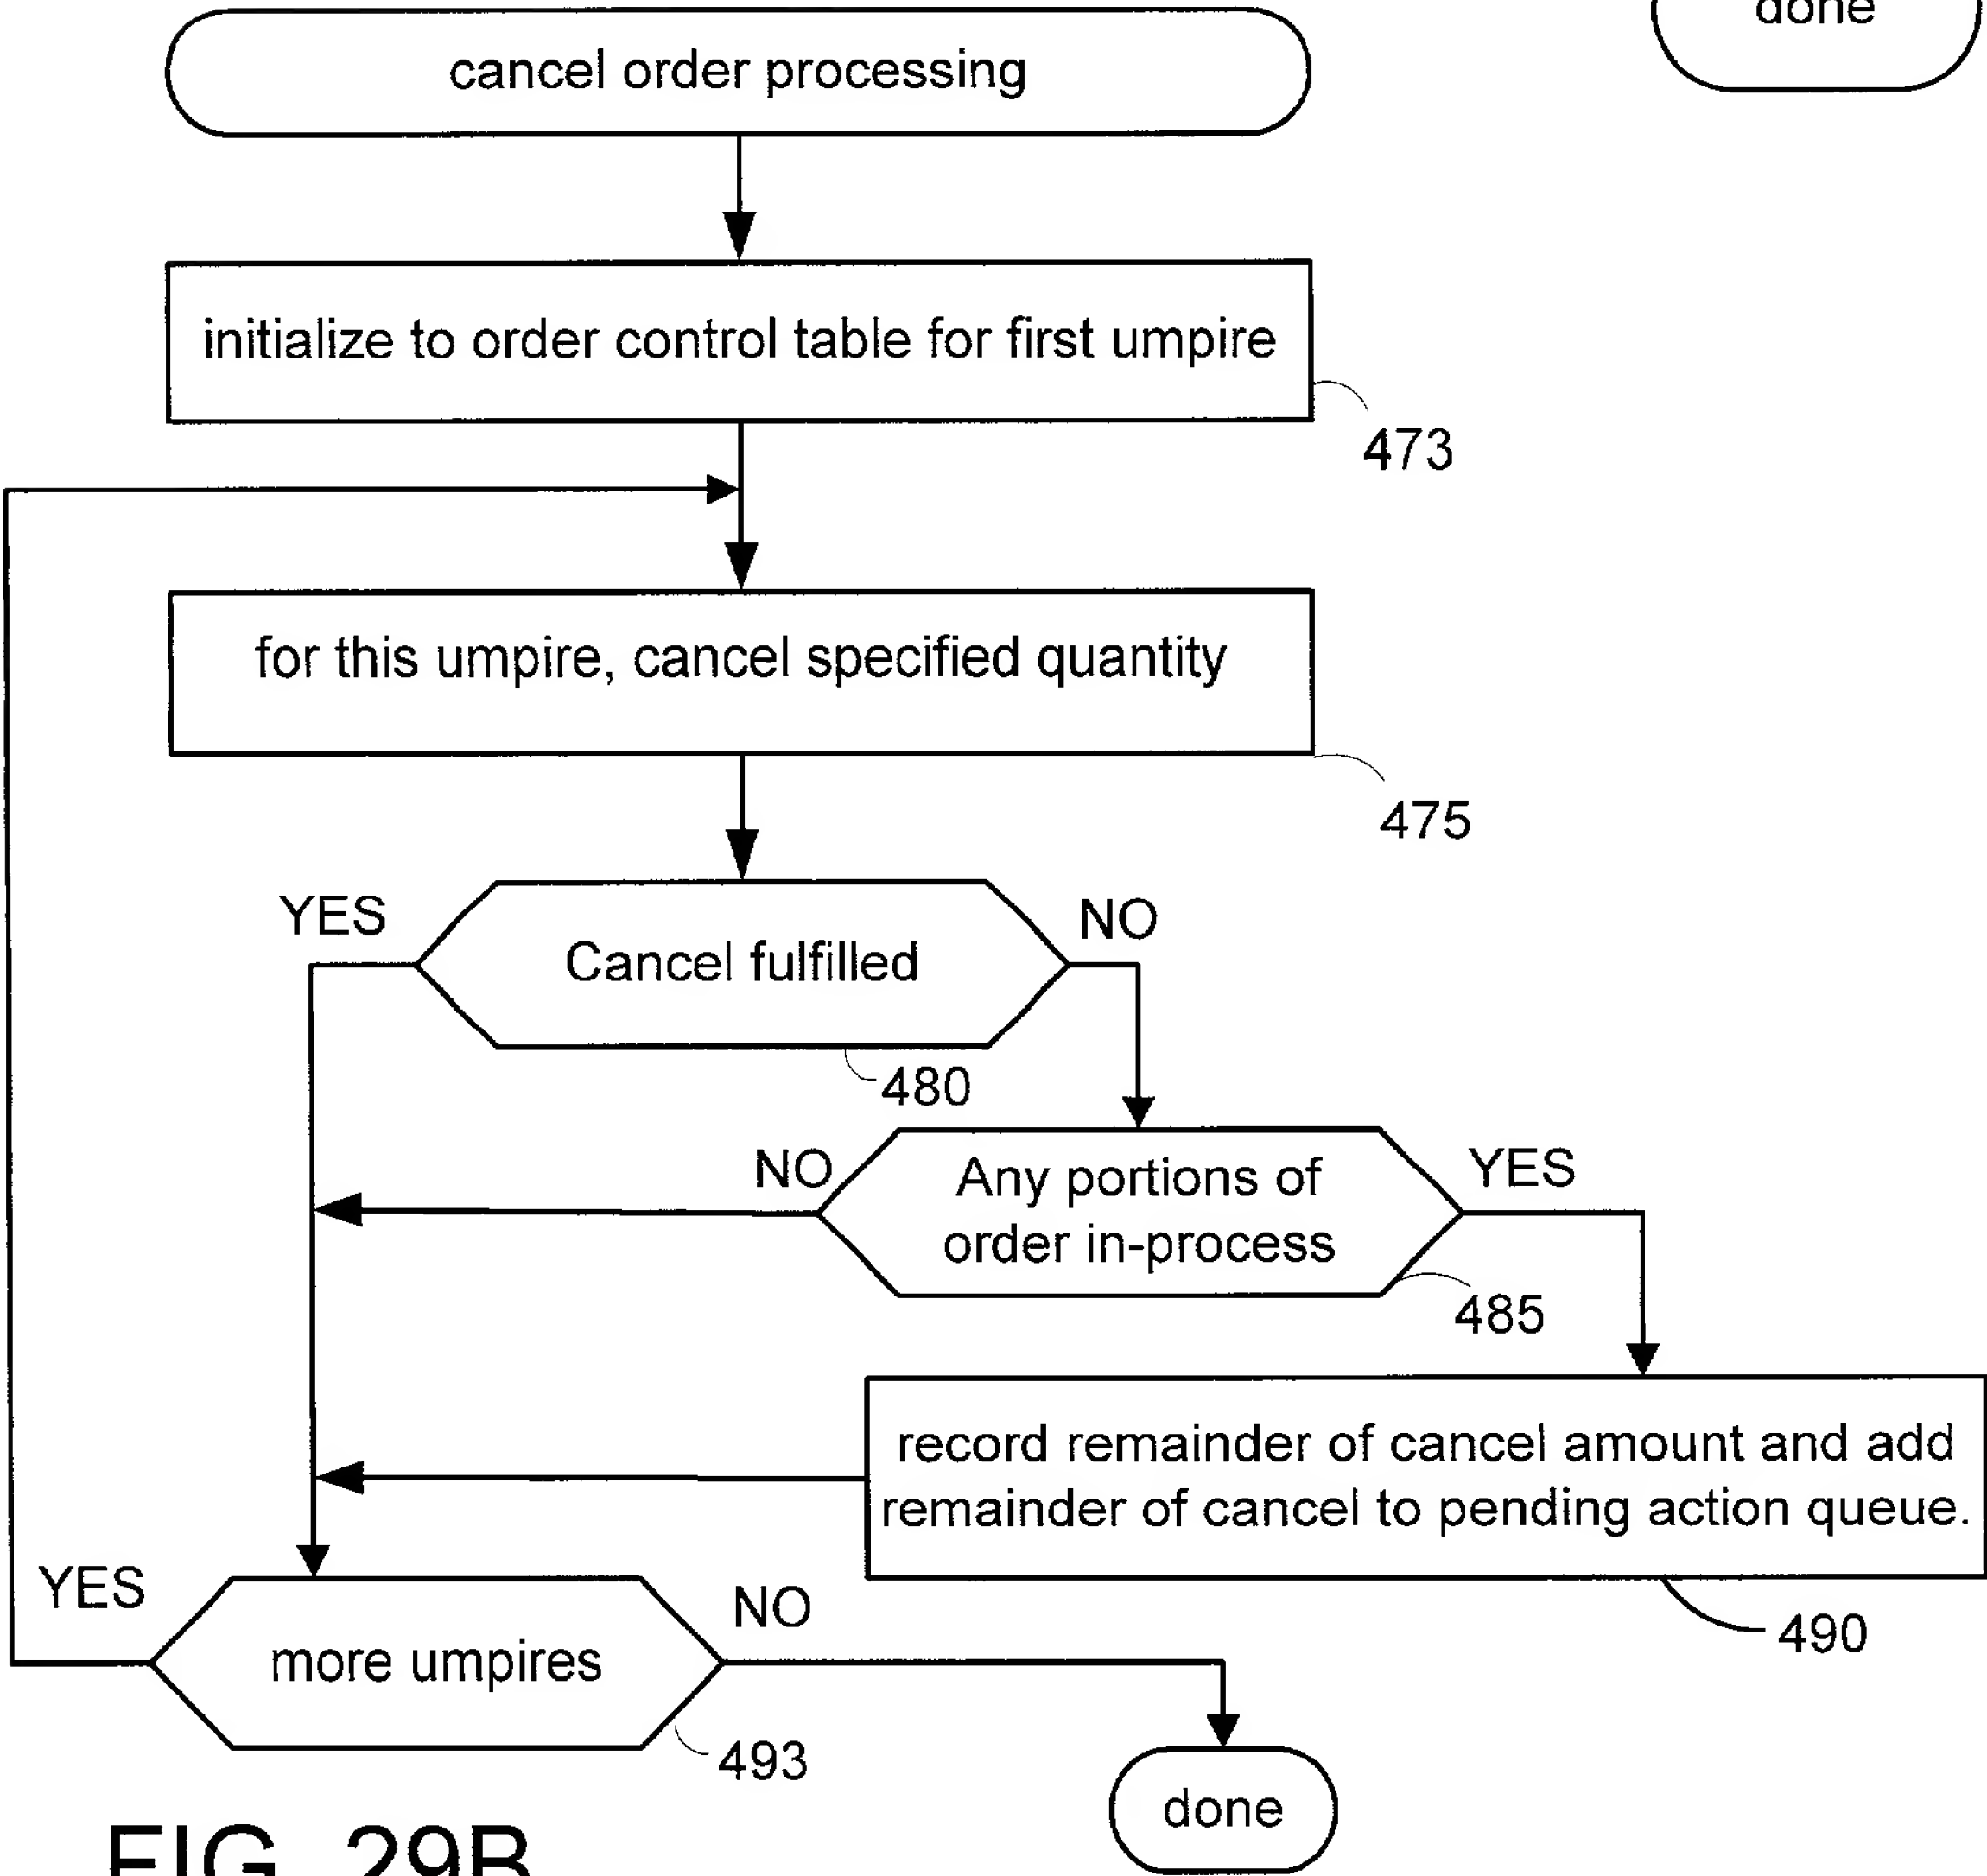 done
cancel order processing
initialize to order control table for first umpire
473
for this umpire, cancel specified quantity
475
YES
NO
Cancel fulfilled
480
NO
Any portions of
order in-process
YES
485
record remainder of cancel amount and add
remainder of cancel to pending action queue.
490
YES
more umpires
NO
493
done
FIG. 29B